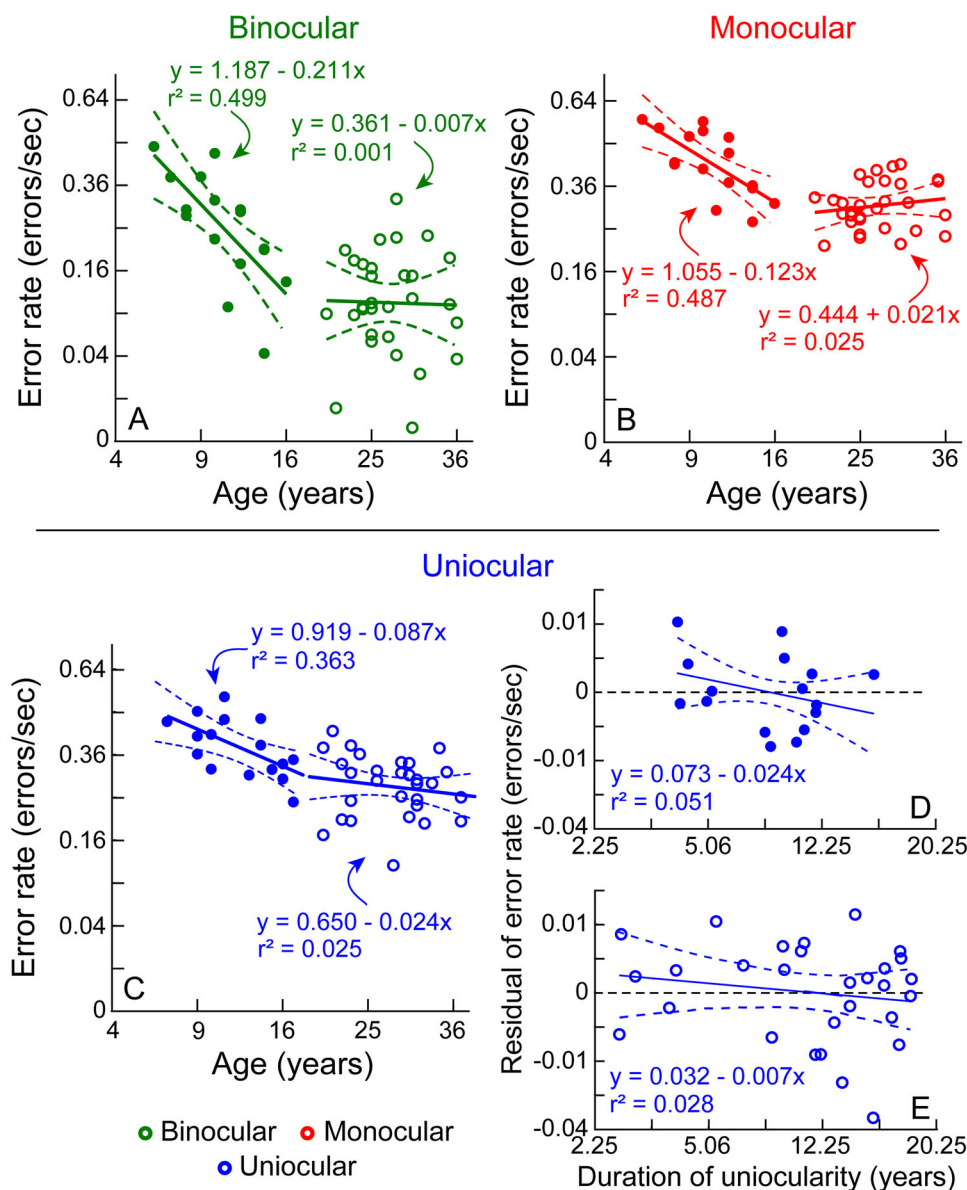 Binocular
Monocular
y = 1.187 - 0.211x
r² = 0.499
y = 0.361 - 0.007x
r² = 0.001
Error rate (errors/sec)
0.64
0.36
0.16
0.04
0
A
4
9
16
25
36
Age (years)
Error rate (errors/sec)
0.64
0.36
0.16
0.04
0
y = 1.055 - 0.123x
r² = 0.487
y = 0.444 + 0.021x
r² = 0.025
B
4
9
16
25
36
Age (years)
Uniocular
Error rate (errors/sec)
0.64
0.36
0.16
0.04
0
y = 0.919 - 0.087x
r² = 0.363
y = 0.650 - 0.024x
r² = 0.025
C
4
9
16
25
36
Age (years)
Residual of error rate (errors/sec)
0.01
0
-0.01
-0.04
y = 0.073 - 0.024x
r² = 0.051
D
2.25
5.06
12.25
20.25
0.01
0
-0.01
-0.04
y = 0.032 - 0.007x
r² = 0.028
E
2.25
5.06
12.25
20.25
Duration of uniocularity (years)
Binocular
Monocular
Uniocular